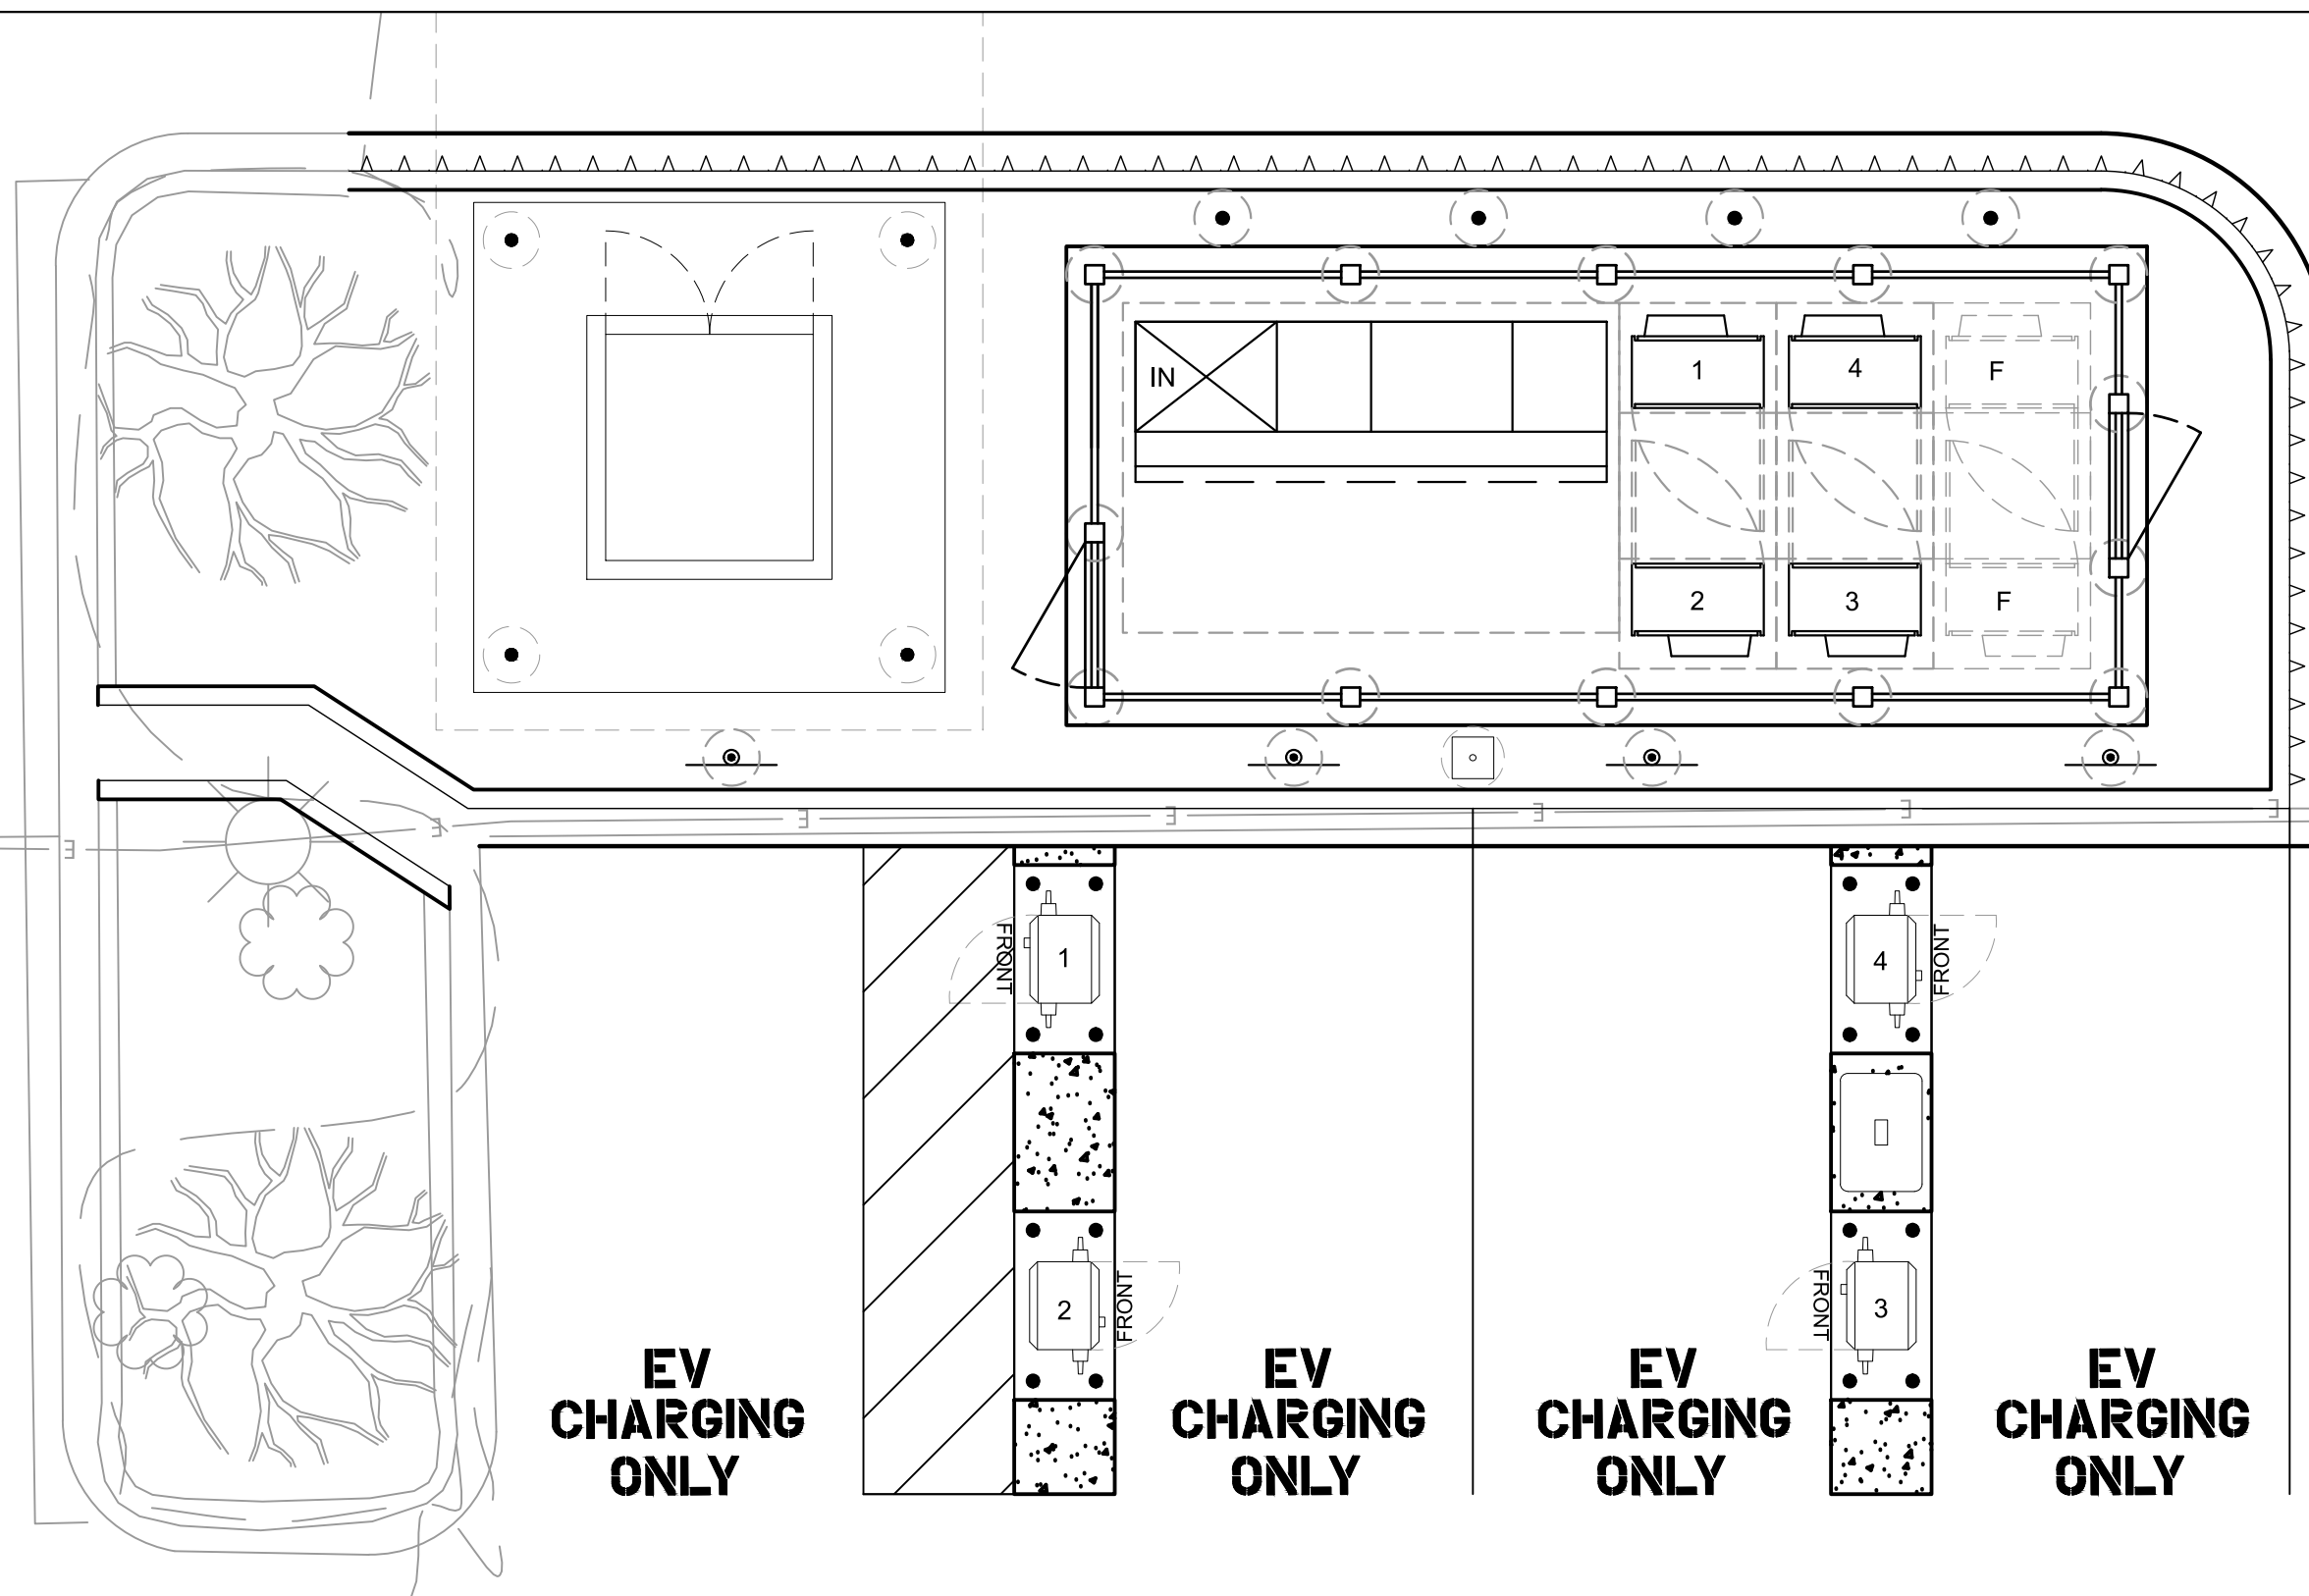 IN
1
4
F
2
3
F
E
E
E
E
E
E
FRONT
1
4
FRONT
2
FRONT
FRONT
3
EV
CHARGING
ONLY
EV
CHARGING
ONLY
EV
CHARGING
ONLY
EV
CHARGING
ONLY